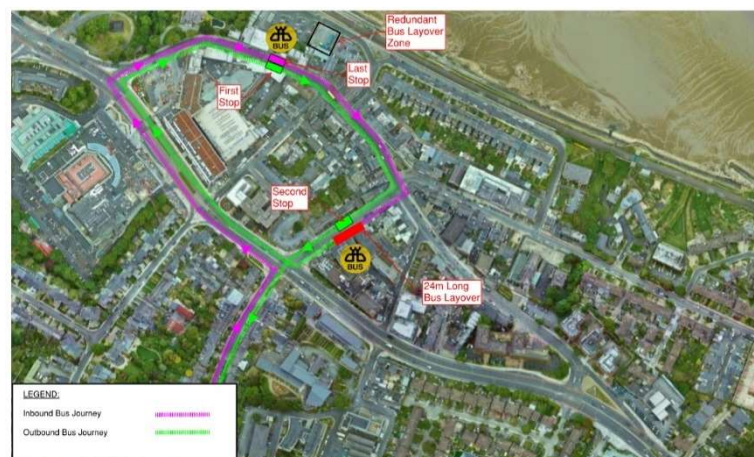 Redundant
Bus Layover
Zone
BUS
Last
Stop
First
Stop
Second
Stop
BUS
24m Long
Bus Layover
LEGEND:
Inbound Bus Journey
Outbound Bus Journey